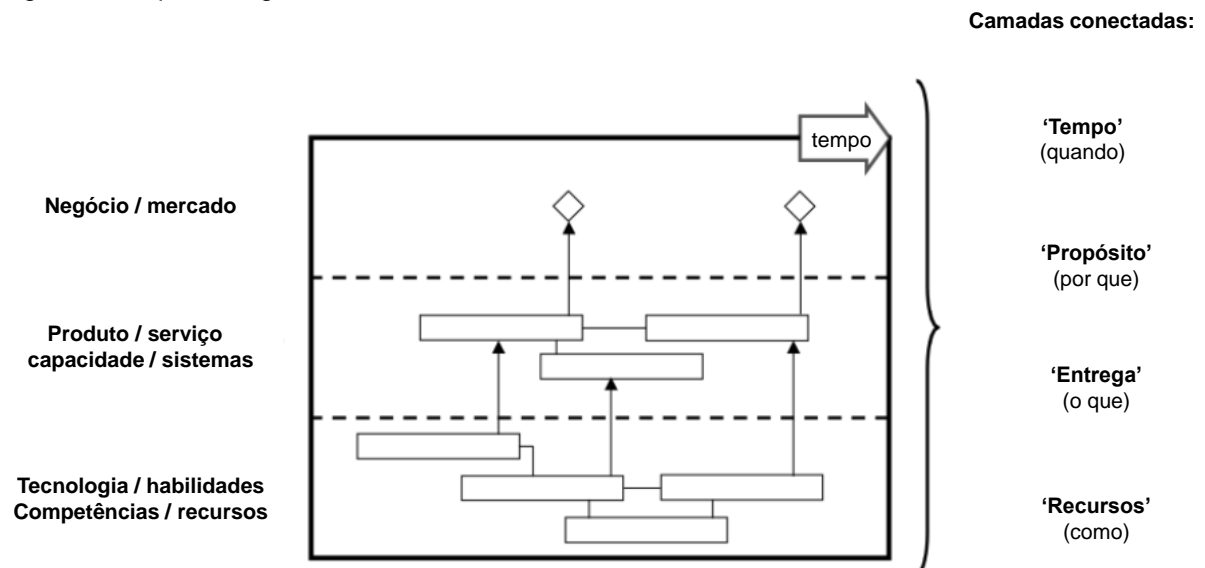 Camadas conectadas:
tempo
‘Tempo’
(quando)
Negócio / mercado
‘Propósito’
(por que)
Produto / serviço
capacidade / sistemas
‘Entrega’
(o que)
Tecnologia / habilidades
Competências / recursos
‘Recursos’
(como)